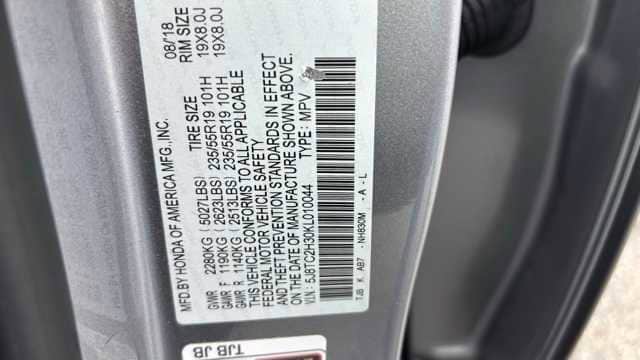 MFD. BY HONDA OF AMERICA MFG., INC. 08/'18
TIRE SIZE RIM SIZE
GVWR 2280KG (5027LBS)
GAWR F 1190KG (2623LBS) 235/55R19 101H 19X8.0J
GAWR R 1140KG (2513LBS) 235/55R19 101H 19X8.0J
THIS VEHICLE CONFORMS TO ALL APPLICABLE
FEDERAL MOTOR VEHICLE SAFETY
AND THEFT PREVENTION STANDARDS IN EFFECT
ON THE DATE OF MANUFACTURE SHOWN ABOVE.
V.I.N.: 5J8TC2H30KL010044 TYPE: MPV
TJB K AB7 -NH830M -A -L
TJB JB